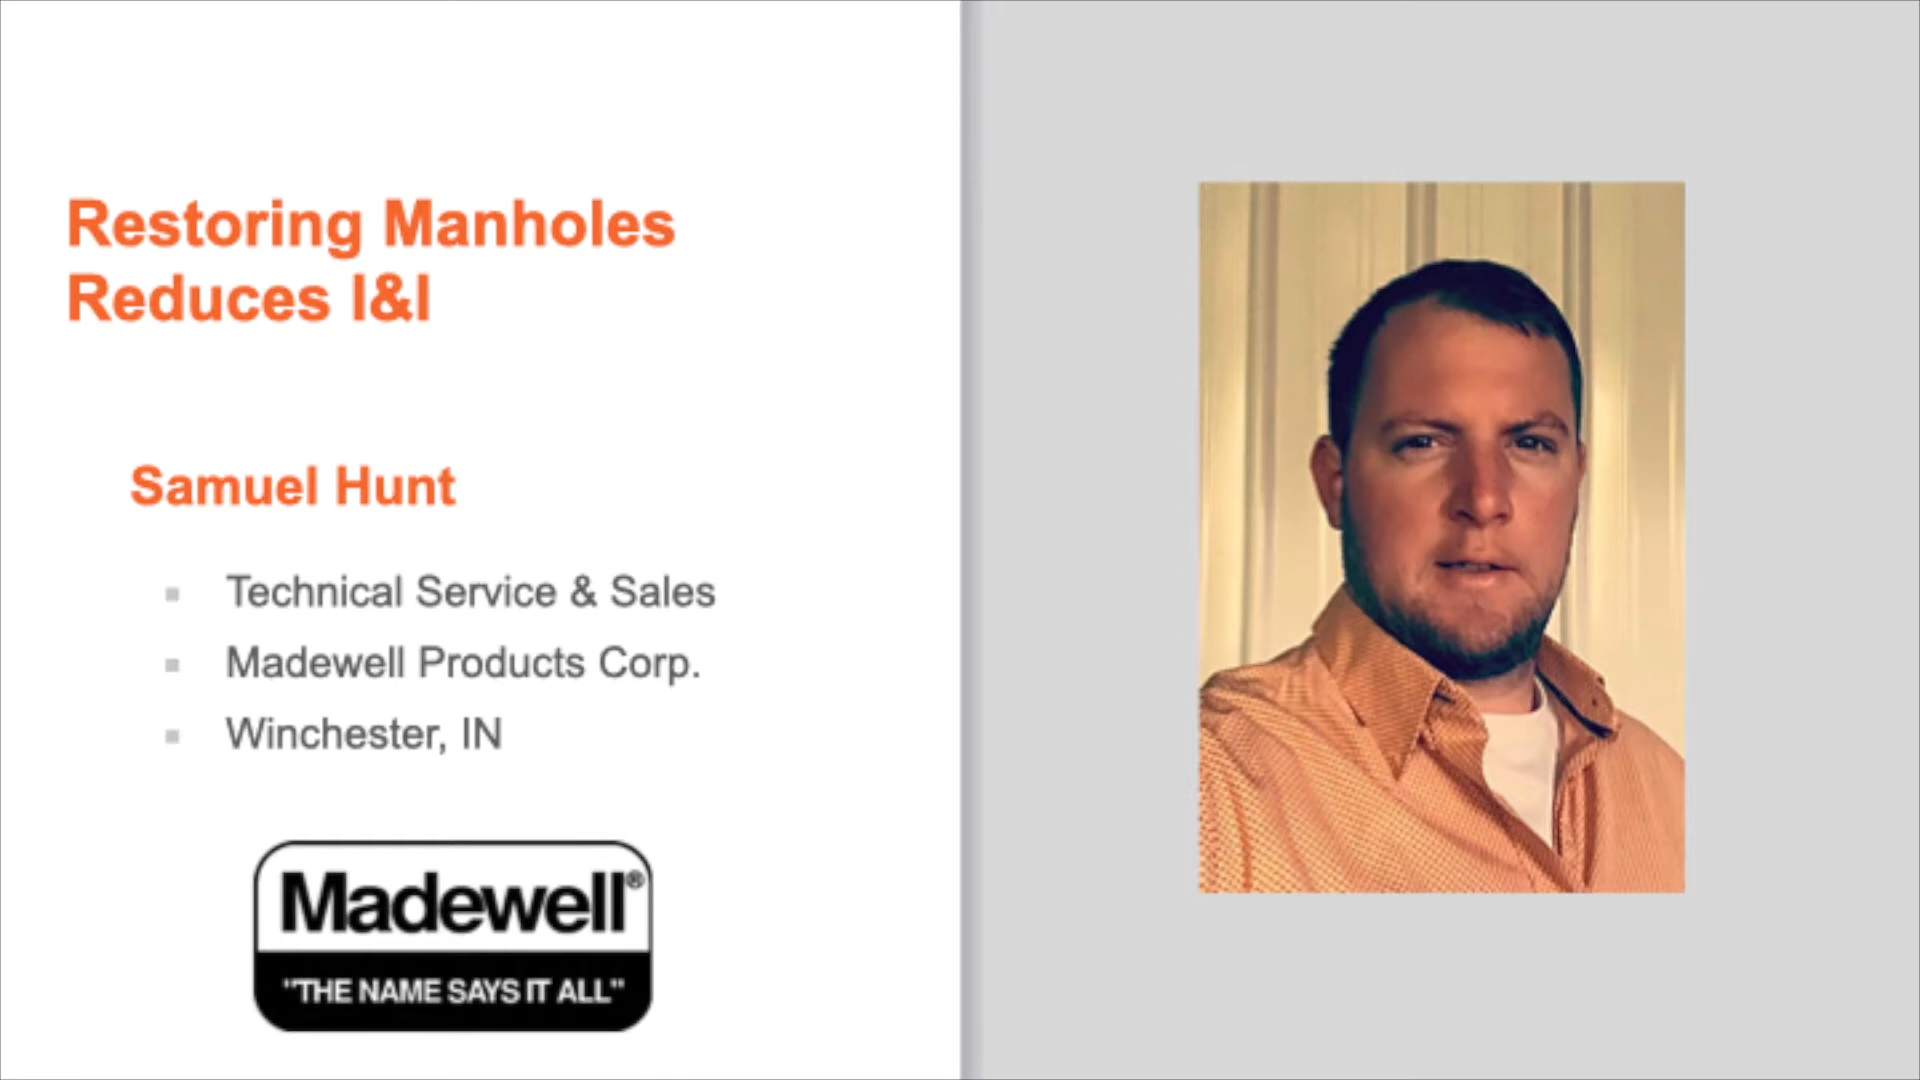 Restoring Manholes
Reduces I&I
Samuel Hunt
Technical Service & Sales
Madewell Products Corp.
Winchester, IN
Madewell®
"THE NAME SAYS IT ALL"